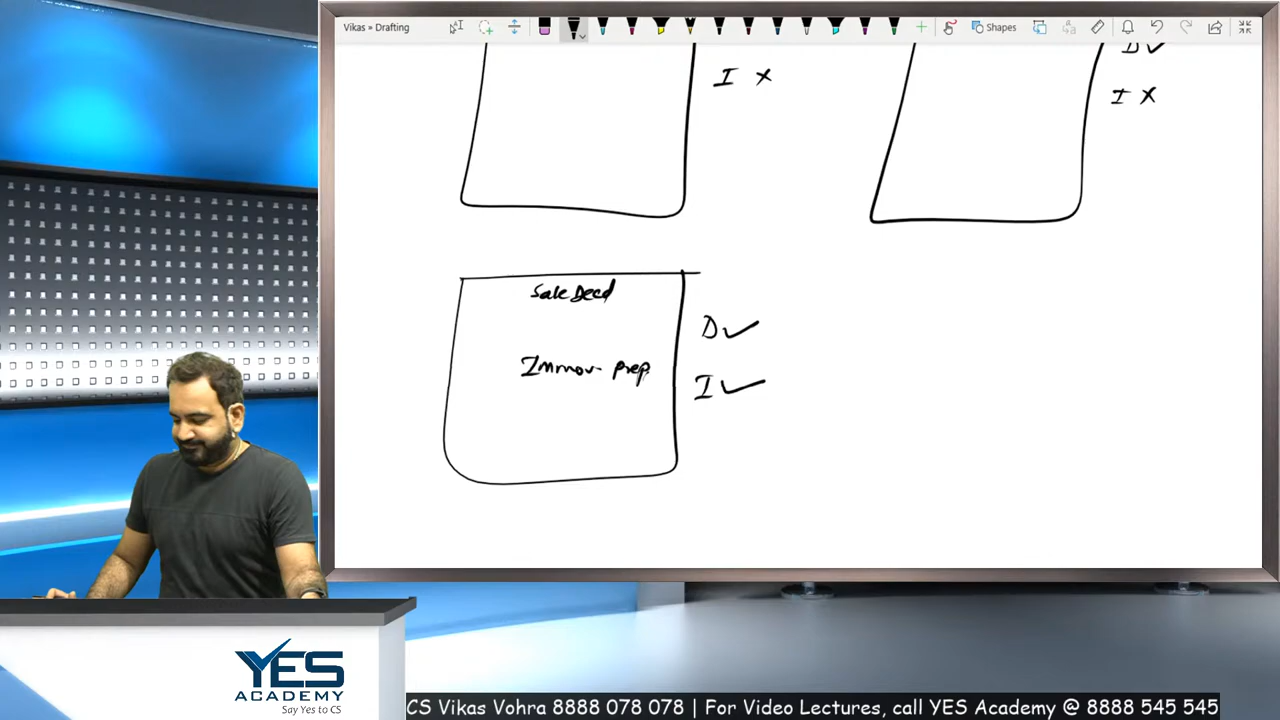 Vikas » Drafting
Shapes
I ×
D✓
I ×
Sale Deed
D✓
Immov. prop.
I✓
YES
ACADEMY
Say Yes to CS
CS Vikas Vohra 8888 078 078 | For Video Lectures, call YES Academy @ 8888 545 545